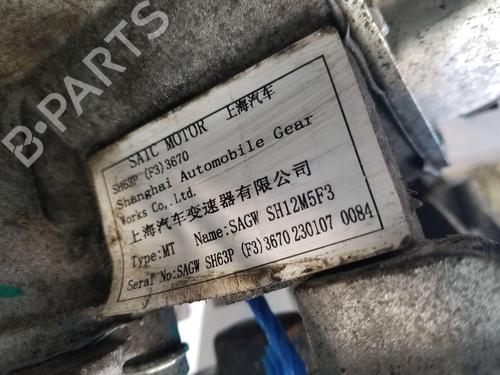 B-PARTS
SAIC MOTOR 上海汽车
SH63P (F3)3670
Shanghai Automobile Gear
Works Co,.ltd.
上海汽车变速器有限公司
Type:MT Name:SAGW SH12M5F3
Seral No:SAGW SH63P (F3)3670 230107 0084